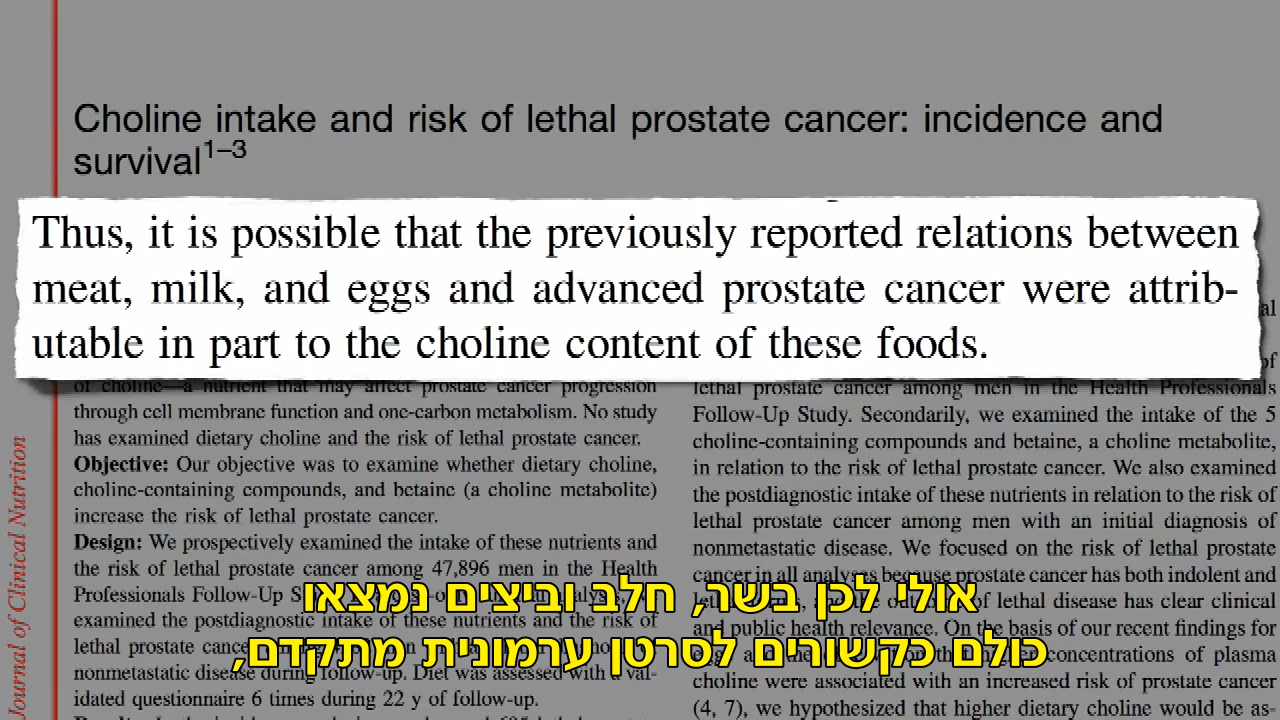 Choline intake and risk of lethal prostate cancer: incidence and
survival1–3
Thus, it is possible that the previously reported relations between
meat, milk, and eggs and advanced prostate cancer were attrib-
utable in part to the choline content of these foods.
of choline—a nutrient that may affect prostate cancer progression
through cell membrane function and one-carbon metabolism. No study
has examined dietary choline and the risk of lethal prostate cancer.
Objective: Our objective was to examine whether dietary choline,
choline-containing compounds, and betaine (a choline metabolite)
increase the risk of lethal prostate cancer.
Design: We prospectively examined the intake of these nutrients and
the risk of lethal prostate cancer among 47,896 men in the Health
Professionals Follow-Up
examined the postdiagnostic intake of these nutrients and the risk of
lethal prostate
nonmetastatic disease during follow-up. Diet was assessed with
idated questionnaire 6 times during 22 y of follow-up.
al
of
lethal prostate cancer among men in the Health Professionals
Follow-Up Study. Secondarily, we examined the intake of the 5
choline-containing compounds and betaine, a choline metabolite,
in relation to the risk of lethal prostate cancer. We also examined
the postdiagnostic intake of these nutrients in relation to the risk of
lethal prostate cancer among men with an initial diagnosis of
nonmetastatic disease. We focused on the risk of lethal prostate
cancer in all analyses because prostate cancer has both indolent and
of lethal disease has clear clinical
and public health relevance. On the basis of our recent findings for
concentrations of plasma
choline were associated with an increased risk of prostate cancer
(4, 7), we hypothesized that higher dietary choline would be as-
Journal of Clinical Nutrition
אולי לכן בשר, חלב וביצים נמצאו
כולם כקשורים לסרטן ערמונית מתקדם,